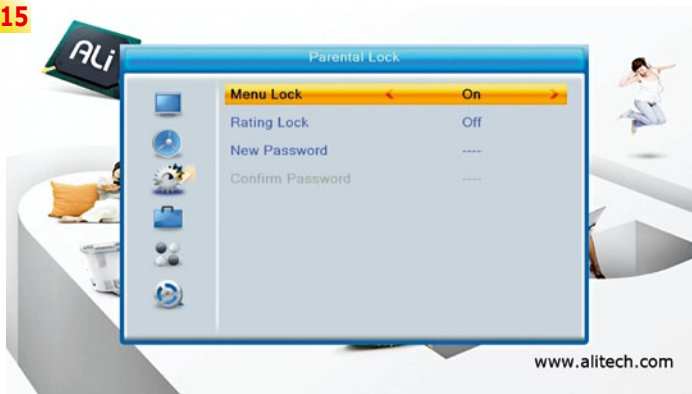 15
ALi
Parental Lock
Menu Lock < On >
Rating Lock Off
New Password ----
Confirm Password ----
www.alitech.com